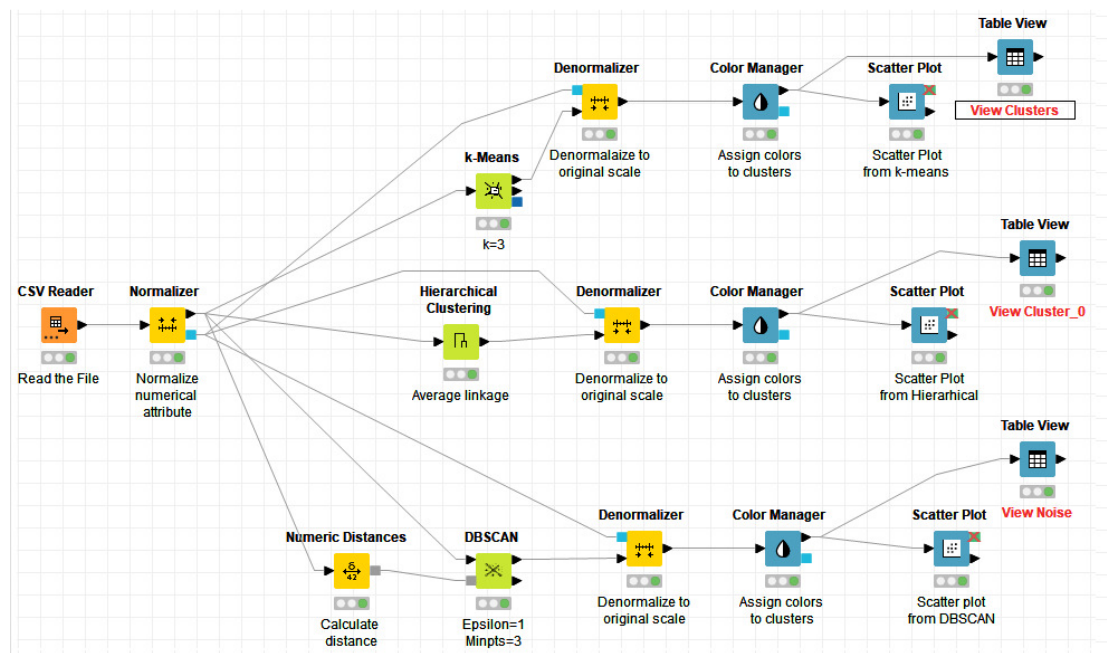 Table View
View Clusters
Denormalizer
Denormalaize to
original scale
Color Manager
Assign colors
to clusters
Scatter Plot
Scatter Plot
from k-means
k-Means
k=3
CSV Reader
Read the File
Normalizer
Normalize
numerical
attribute
Hierarchical
Clustering
Average linkage
Denormalizer
Denormalize to
original scale
Color Manager
Assign colors
to clusters
Scatter Plot
Scatter Plot
from Hierarhical
Table View
View Cluster_0
Numeric Distances
δ
42
Calculate
distance
DBSCAN
Epsilon=1
Minpts=3
Denormalizer
Denormalize to
original scale
Color Manager
Assign colors
to clusters
Scatter Plot
Scatter plot
from DBSCAN
Table View
View Noise